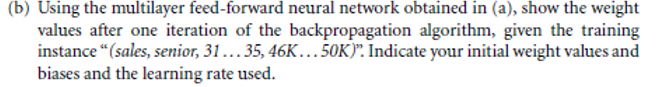 (b) Using the multilayer feed-forward neural network obtained in (a), show the weight
values after one iteration of the backpropagation algorithm, given the training
instance “(sales, senior, 31…35, 46K…50K)”. Indicate your initial weight values and
biases and the learning rate used.